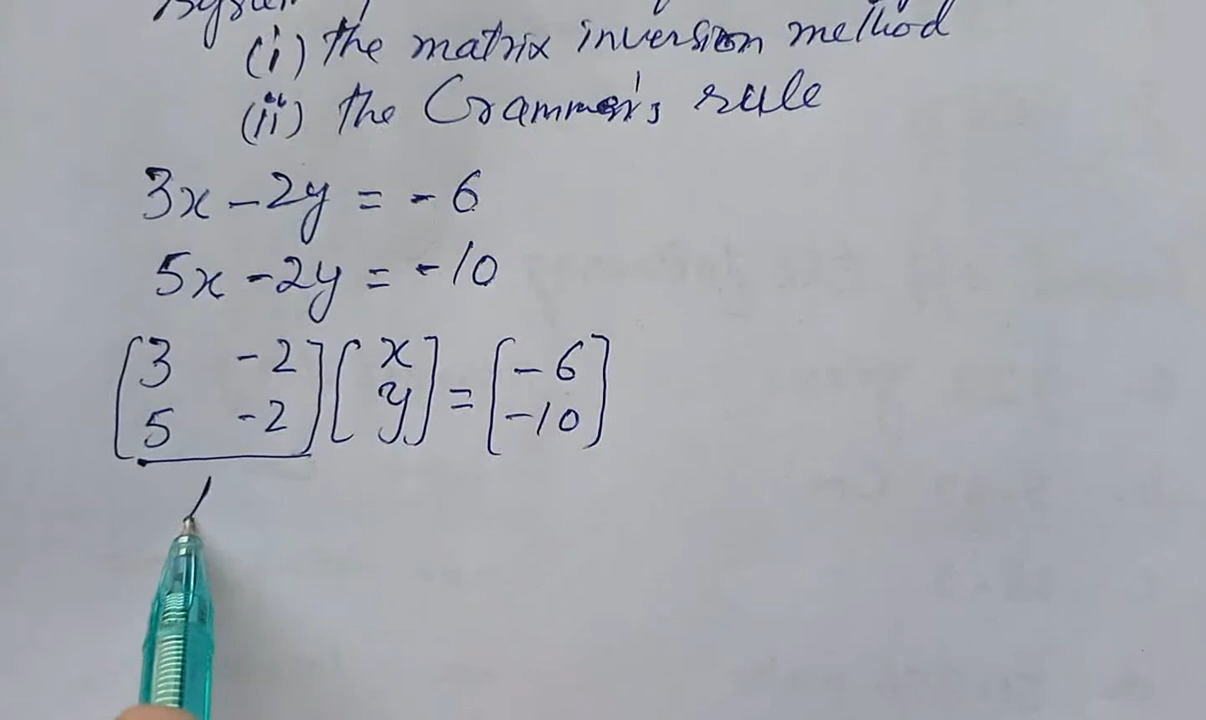 System
(i) the matrix inversion method
(ii) the Crammer's rule
3x - 2y = - 6
5x - 2y = - 10
[3 -2] [x] = [-6]
[5 -2] [y] [-10]